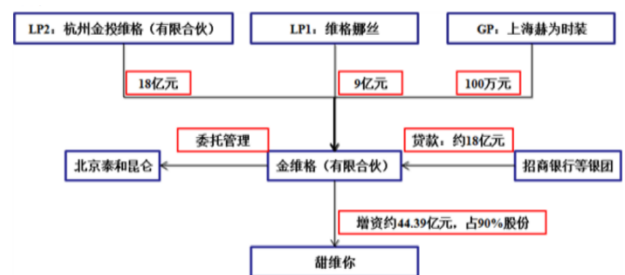 LP2：杭州金投维格（有限合伙）
LP1：维格娜丝
GP：上海赫为时装
18亿元
9亿元
100万元
委托管理
贷款：约18亿元
北京泰和昆仑
金维格（有限合伙）
招商银行等银团
增资约44.39亿元，占90%股份
甜维你